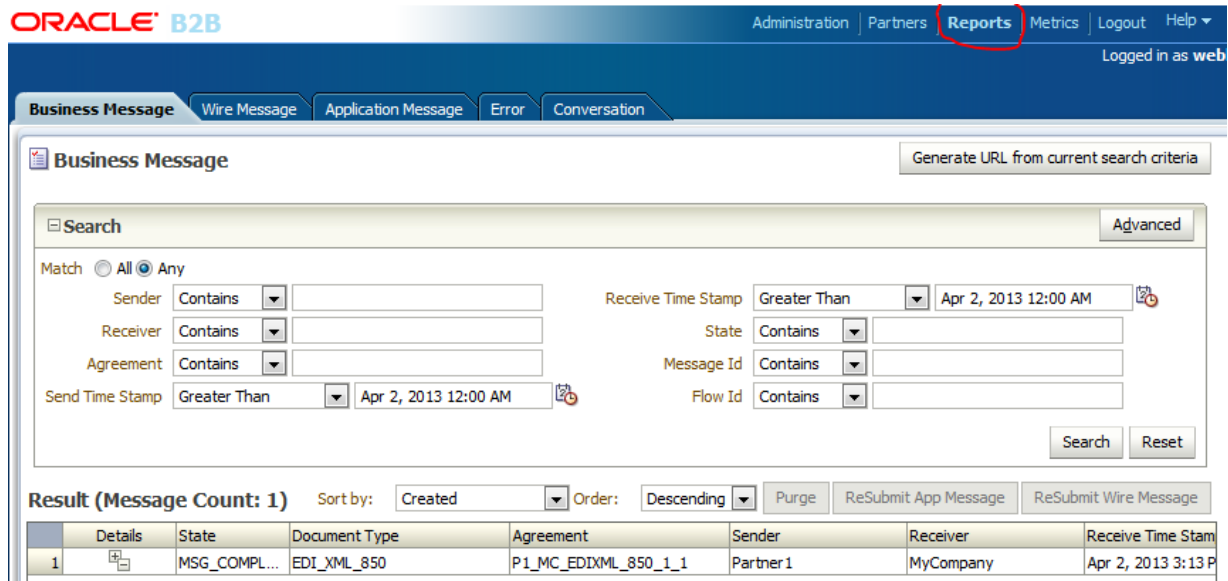 ORACLE B2B
Administration Partners Reports Metrics Logout Help
Logged in as web
Business Message Wire Message Application Message Error Conversation
Business Message Generate URL from current search criteria
Search Advanced
Match All Any
Sender Contains Receive Time Stamp Greater Than Apr 2, 2013 12:00 AM
Receiver Contains State Contains
Agreement Contains Message Id Contains
Send Time Stamp Greater Than Apr 2, 2013 12:00 AM Flow Id Contains
Search Reset
Result (Message Count: 1) Sort by: Created Order: Descending Purge ReSubmit App Message ReSubmit Wire Message
Details State Document Type Agreement Sender Receiver Receive Time Stam
1 MSG_COMPL... EDI_XML_850 P1_MC_EDIXML_850_1_1 Partner1 MyCompany Apr 2, 2013 3:13 P